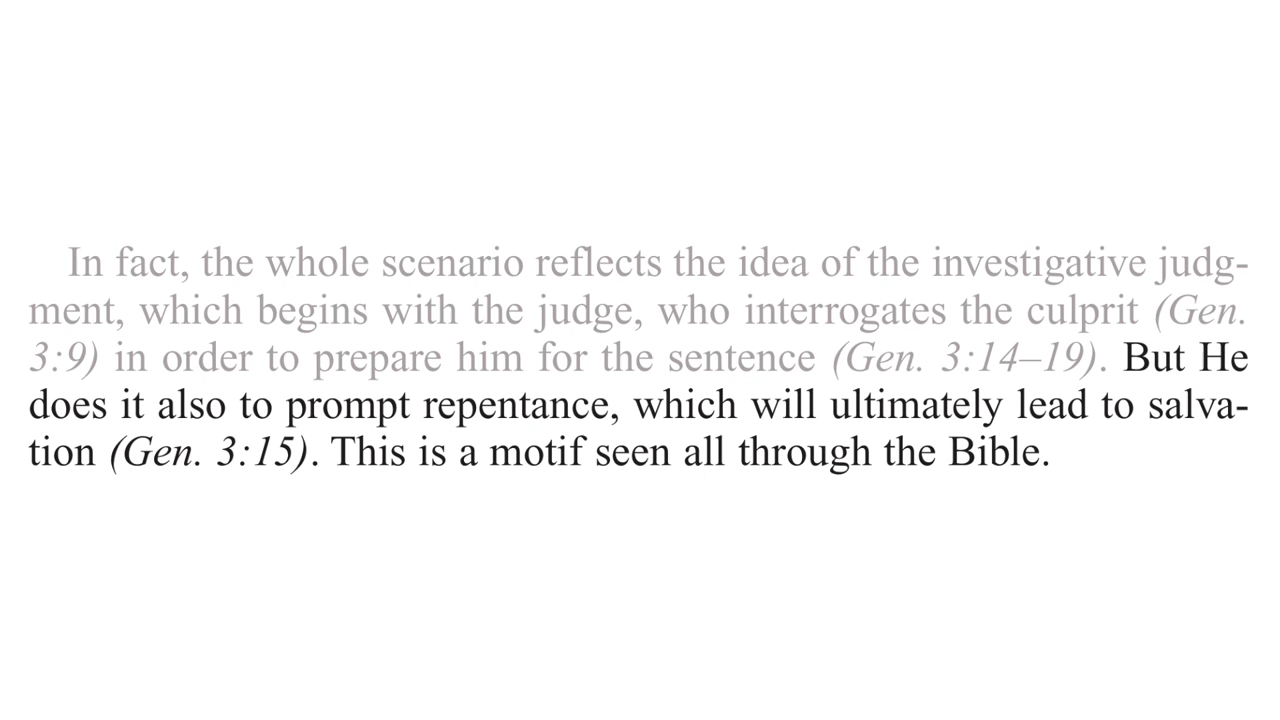 In fact, the whole scenario reflects the idea of the investigative judg-
ment, which begins with the judge, who interrogates the culprit (Gen.
3:9) in order to prepare him for the sentence (Gen. 3:14–19). But He
does it also to prompt repentance, which will ultimately lead to salva-
tion (Gen. 3:15). This is a motif seen all through the Bible.